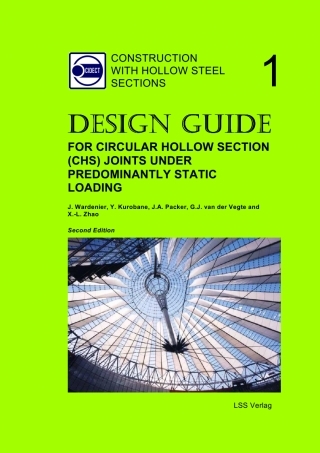 CIDECT
CONSTRUCTION
WITH HOLLOW STEEL
SECTIONS
1
DESIGN GUIDE
FOR CIRCULAR HOLLOW SECTION
(CHS) JOINTS UNDER
PREDOMINANTLY STATIC
LOADING
J. Wardenier, Y. Kurobane, J.A. Packer, G.J. van der Vegte and
X.-L. Zhao
Second Edition
LSS Verlag